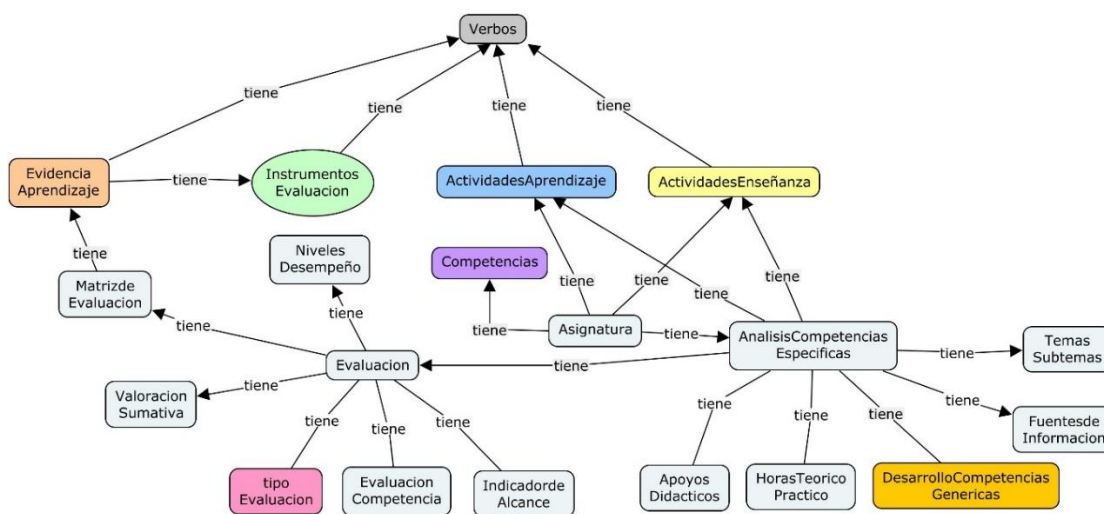 Verbos
tiene
tiene
tiene
tiene
Evidencia
Aprendizaje
tiene
Instrumentos
Evaluacion
ActividadesAprendizaje
ActividadesEnseñanza
tiene
Niveles
Desempeño
Competencias
tiene
tiene
tiene
tiene
Matrizde
Evaluacion
tiene
tiene
tiene
Asignatura
tiene
AnalisisCompetencias
Especificas
Temas
Subtemas
tiene
Evaluacion
tiene
tiene
Valoracion
Sumativa
tiene
tiene
tiene
tiene
tiene
tiene
tiene
tiene
Fuentesde
Informacion
tipo
Evaluacion
Evaluacion
Competencia
Indicadorde
Alcance
Apoyos
Didacticos
HorasTeorico
Practico
DesarrolloCompetencias
Genericas